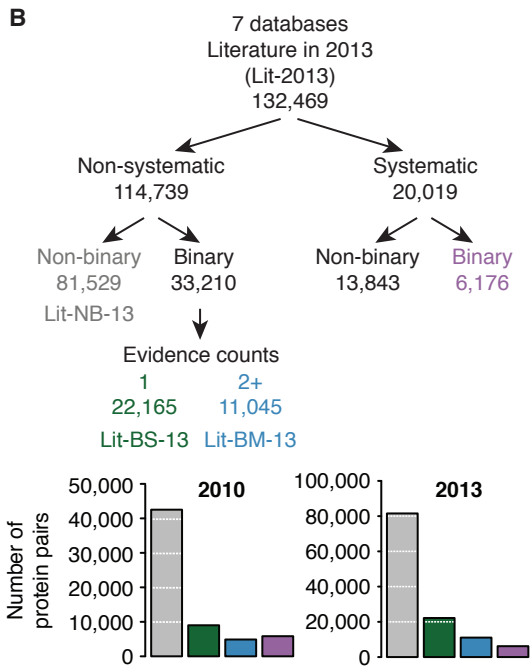 B
7 databases
Literature in 2013
(Lit-2013)
132,469
Non-systematic
114,739
Systematic
20,019
Non-binary
81,529
Lit-NB-13
Binary
33,210
Non-binary
13,843
Binary
6,176
Evidence counts
1
22,165
Lit-BS-13
2+
11,045
Lit-BM-13
Number of
protein pairs
2010
50,000
40,000
30,000
20,000
10,000
0
2013
100,000
80,000
60,000
40,000
20,000
0